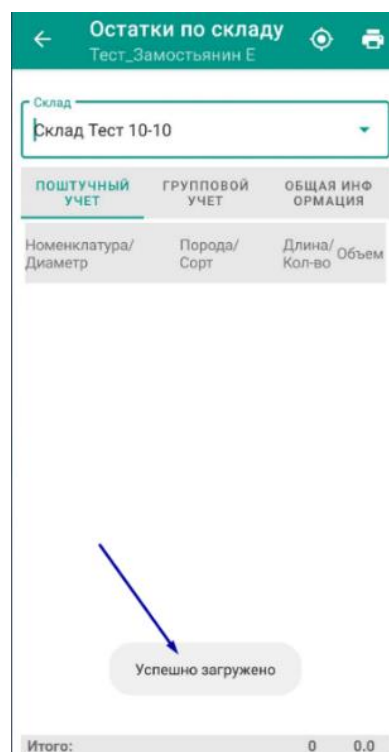 Остатки по складу
Тест_Замостьянин Е
Склад
Склад Тест 10-10
ПОШТУЧНЫЙ УЧЕТ
ГРУППОВОЙ УЧЕТ
ОБЩАЯ ИНФ ОРМАЦИЯ
Номенклатура/ Диаметр
Порода/ Сорт
Длина/ Кол-во
Объем
Успешно загружено
Итого: 0 0.0